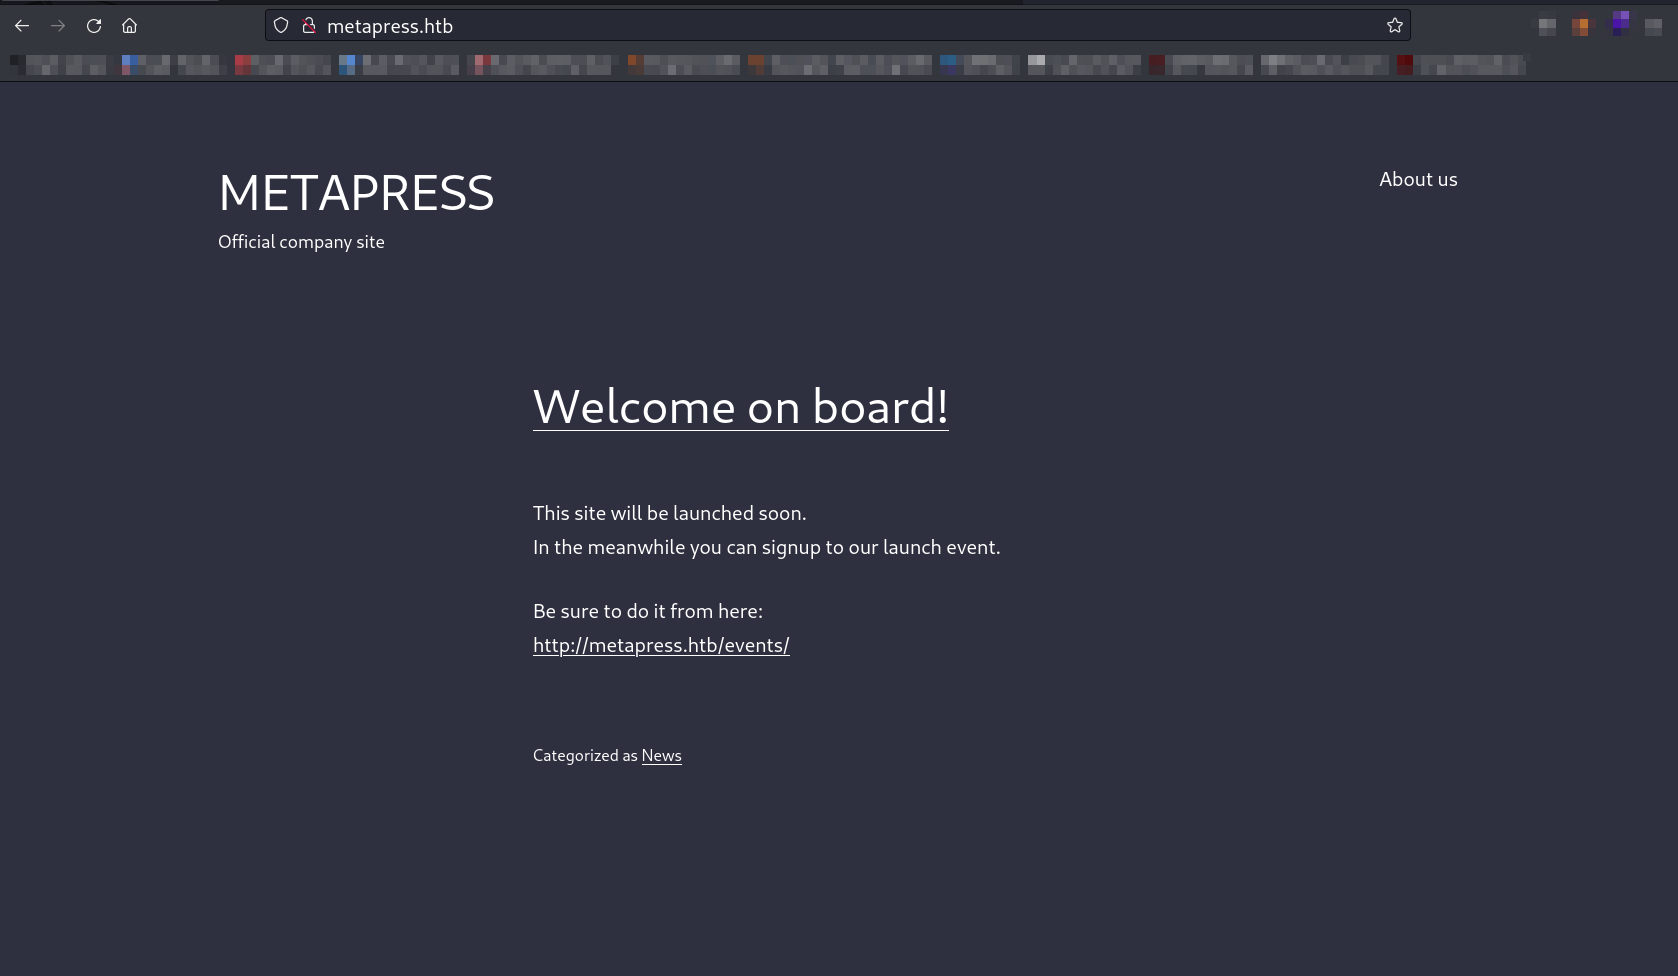 metapress.htb
METAPRESS
About us
Official company site
Welcome on board!
This site will be launched soon.
In the meanwhile you can signup to our launch event.
Be sure to do it from here:
http://metapress.htb/events/
Categorized as News